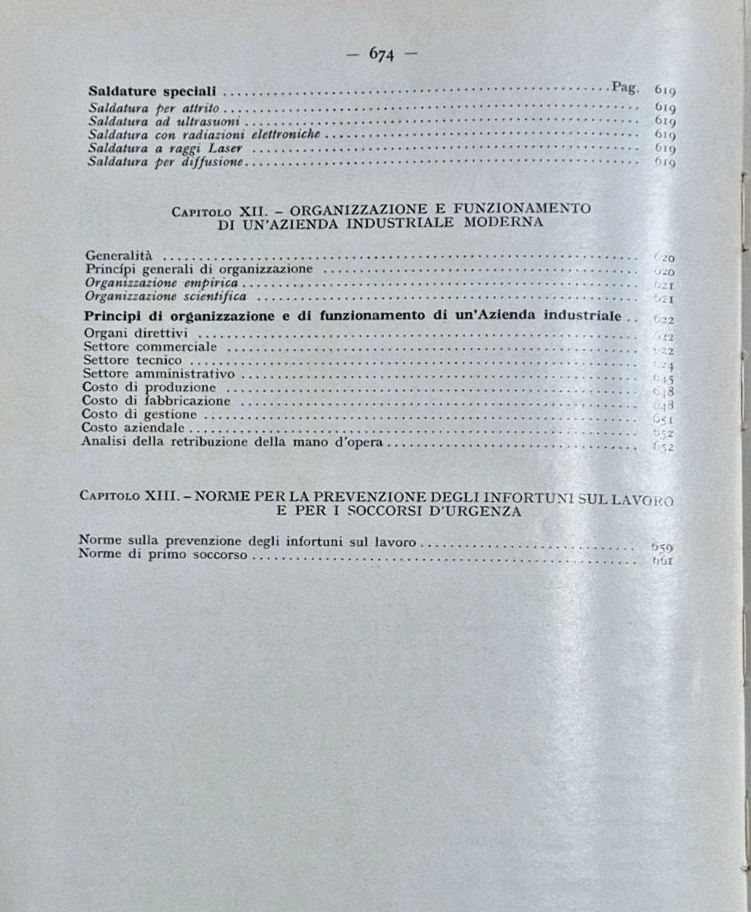 — 674 —
Saldature speciali ........ Pag. 619
Saldatura per attrito ........ 619
Saldatura ad ultrasuoni ........ 619
Saldatura con radiazioni elettroniche ........ 619
Saldatura a raggi Laser ........ 619
Saldatura per diffusione ........ 619
CAPITOLO XII. – ORGANIZZAZIONE E FUNZIONAMENTO
DI UN'AZIENDA INDUSTRIALE MODERNA
Generalità ........ 620
Princípi generali di organizzazione ........ 620
Organizzazione empirica ........ 621
Organizzazione scientifica ........ 621
Principi di organizzazione e di funzionamento di un'Azienda industriale .. 622
Organi direttivi ........ 622
Settore commerciale ........ 622
Settore tecnico ........ 624
Settore amministrativo ........ 645
Costo di produzione ........ 648
Costo di fabbricazione ........ 648
Costo di gestione ........ 651
Costo aziendale ........ 652
Analisi della retribuzione della mano d'opera ........ 652
CAPITOLO XIII. – NORME PER LA PREVENZIONE DEGLI INFORTUNI SUL LAVORO
E PER I SOCCORSI D'URGENZA
Norme sulla prevenzione degli infortuni sul lavoro ........ 659
Norme di primo soccorso ........ 661